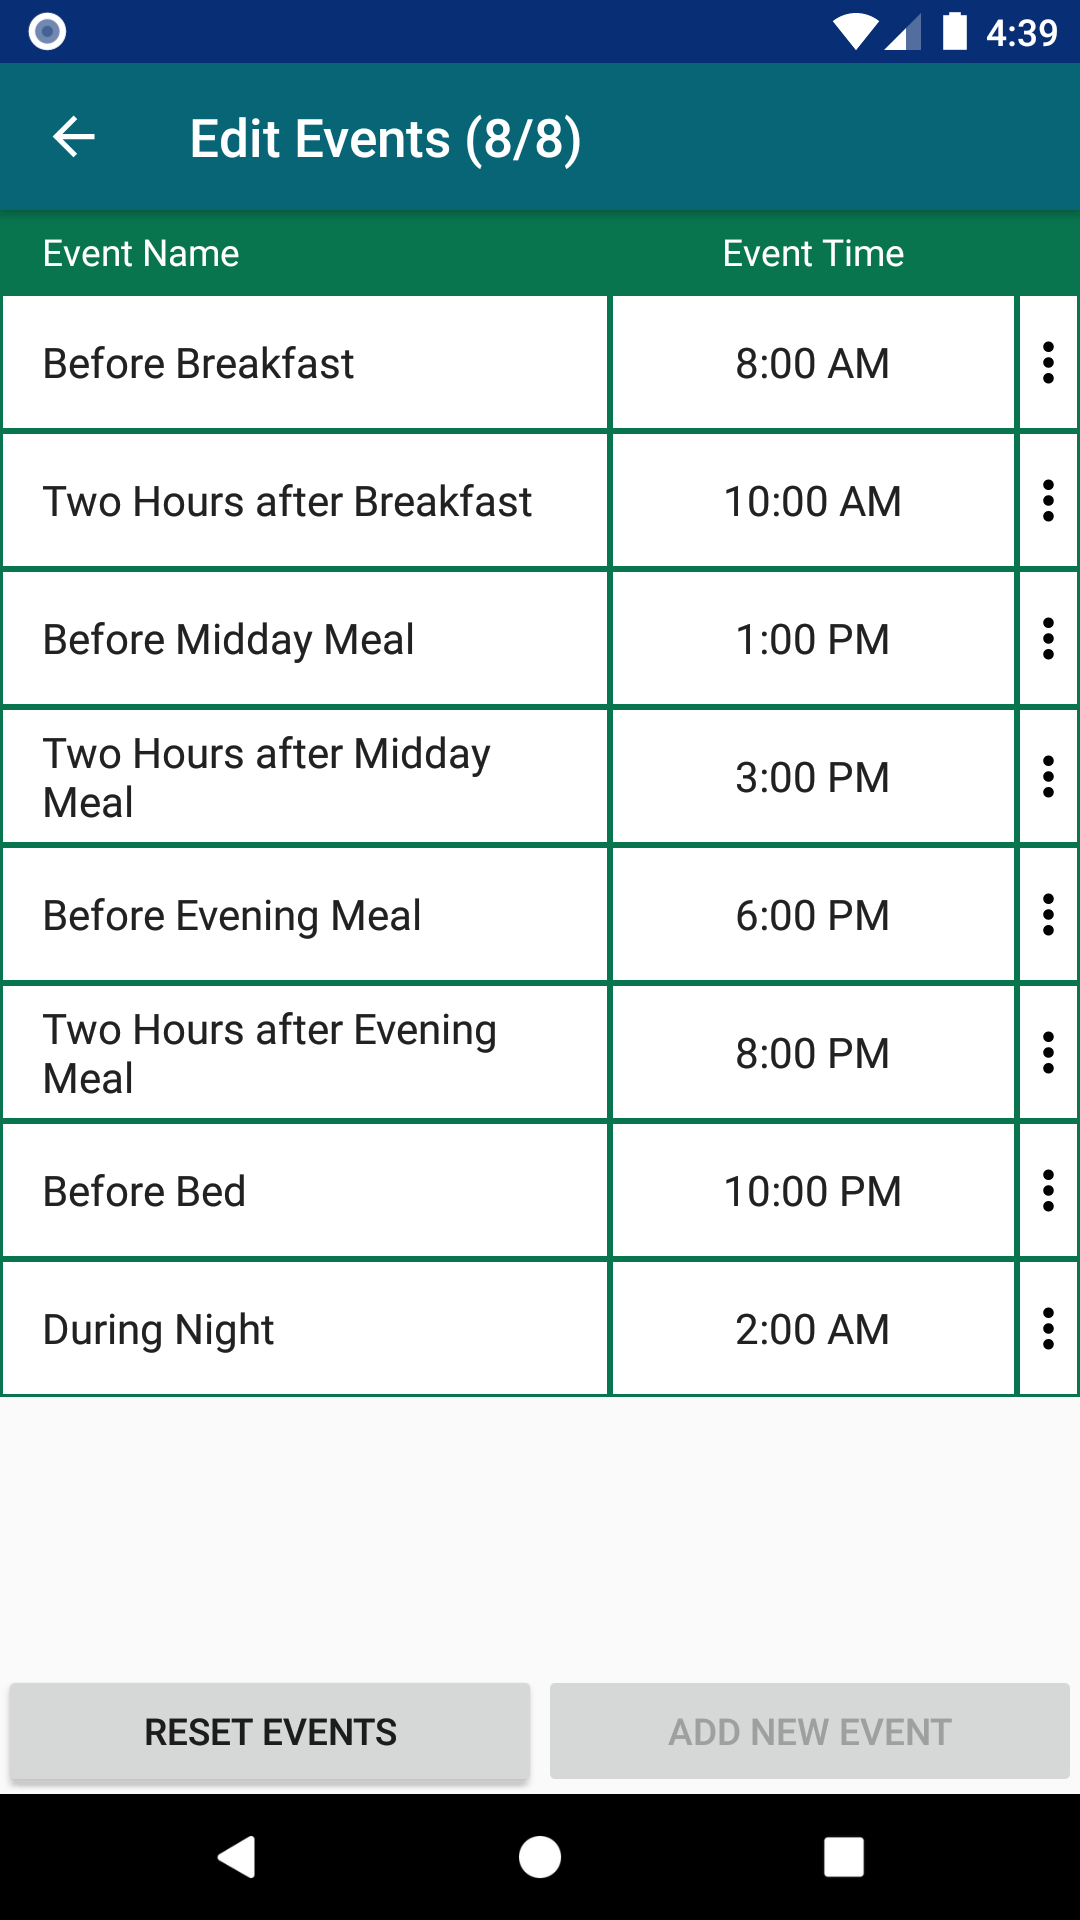 4:39
Edit Events (8/8)
Event Name Event Time
Before Breakfast 8:00 AM
Two Hours after Breakfast 10:00 AM
Before Midday Meal 1:00 PM
Two Hours after Midday
Meal
3:00 PM
Before Evening Meal 6:00 PM
Two Hours after Evening
Meal
8:00 PM
Before Bed 10:00 PM
During Night 2:00 AM
RESET EVENTS ADD NEW EVENT